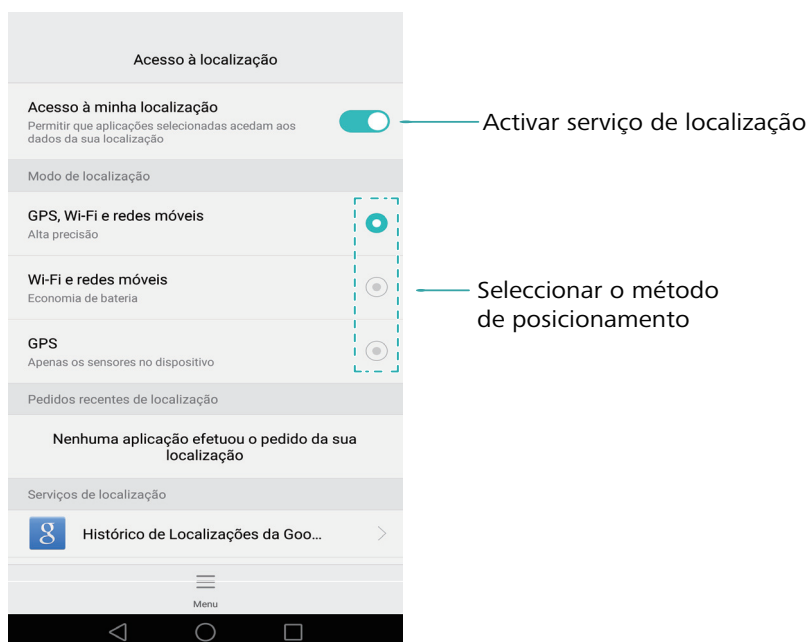 Acesso à localização
Acesso à minha localização
Permitir que aplicações selecionadas acedam aos
dados da sua localização
Activar serviço de localização
Modo de localização
GPS, Wi-Fi e redes móveis
Alta precisão
Wi-Fi e redes móveis
Economia de bateria
Seleccionar o método
de posicionamento
GPS
Apenas os sensores no dispositivo
Pedidos recentes de localização
Nenhuma aplicação efetuou o pedido da sua
localização
Serviços de localização
g
Histórico de Localizações da Goo...
Menu